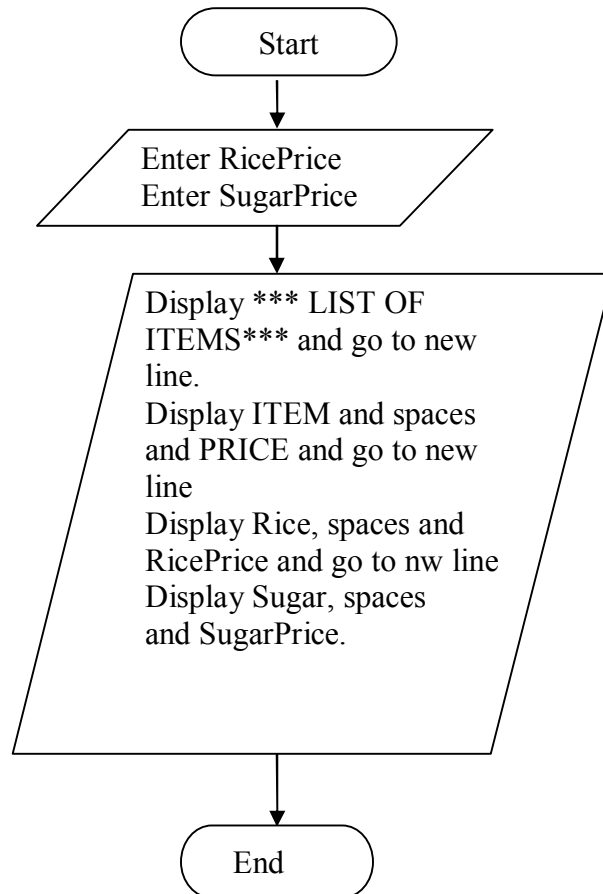 Start
Enter RicePrice
Enter SugarPrice
Display *** LIST OF
ITEMS*** and go to new
line.
Display ITEM and spaces
and PRICE and go to new
line
Display Rice, spaces and
RicePrice and go to nw line
Display Sugar, spaces
and SugarPrice.
End